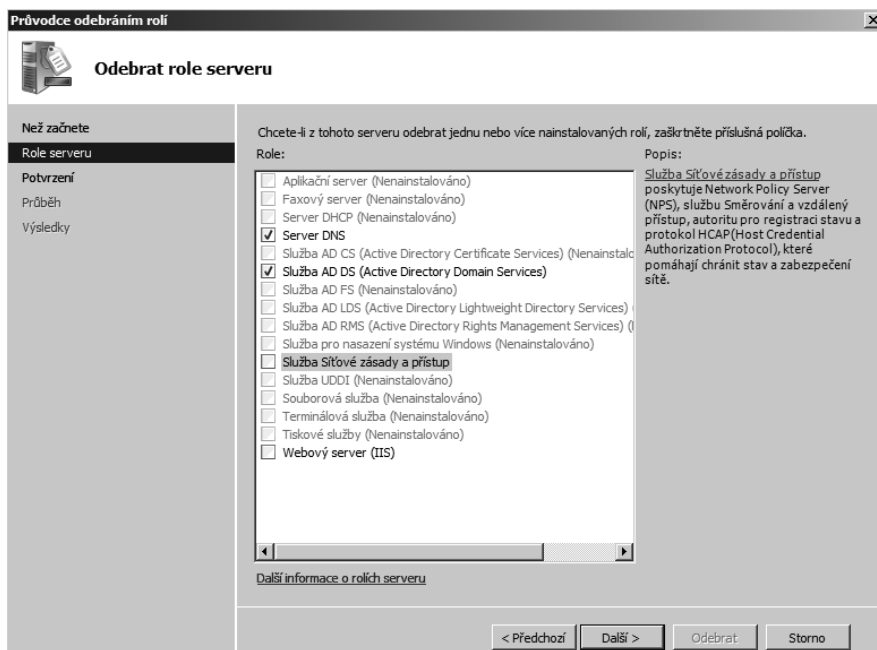 Průvodce odebráním rolí
Odebrat role serveru
Než začnete
Role serveru
Potvrzení
Průběh
Výsledky
Chcete-li z tohoto serveru odebrat jednu nebo více nainstalovaných rolí, zaškrtněte příslušná políčka.
Role:
Aplikační server (Nenainstalováno)
Faxový server (Nenainstalováno)
Server DHCP (Nenainstalováno)
Server DNS
Služba AD CS (Active Directory Certificate Services) (Nenainstalc
Služba AD DS (Active Directory Domain Services)
Služba AD FS (Nenainstalováno)
Služba AD LDS (Active Directory Lightweight Directory Services) (
Služba AD RMS (Active Directory Rights Management Services) (I
Služba pro nasazení systému Windows (Nenainstalováno)
Služba Síťové zásady a přístup
Služba UDDI (Nenainstalováno)
Souborová služba (Nenainstalováno)
Terminálová služba (Nenainstalováno)
Tiskové služby (Nenainstalováno)
Webový server (IIS)
Další informace o rolích serveru
Popis:
Služba Síťové zásady a přístup
poskytuje Network Policy Server
(NPS), službu Směrování a vzdálený
přístup, autoritu pro registraci stavu a
protokol HCAP(Host Credential
Authorization Protocol), které
pomáhají chránit stav a zabezpečení
sítě.
< Předchozí
Další >
Odebrat
Storno